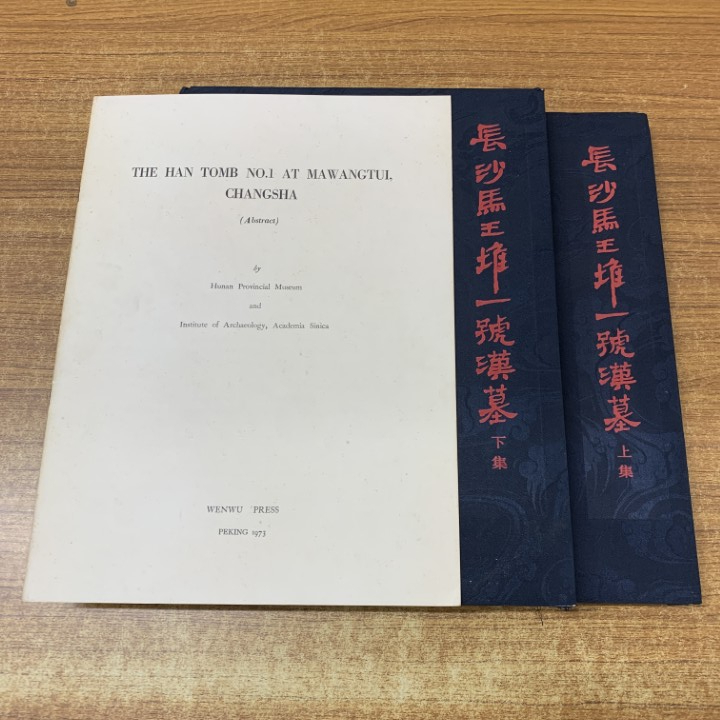 THE HAN TOMB NO.1 AT MAWANGTUI,
CHANGSHA
(Abstract)
by
Hunan Provincial Museum
and
Institute of Archaeology, Academia Sinica
WENWU PRESS
PEKING 1973
長沙馬王堆一號漢墓
下集
長沙馬王堆一號漢墓
上集